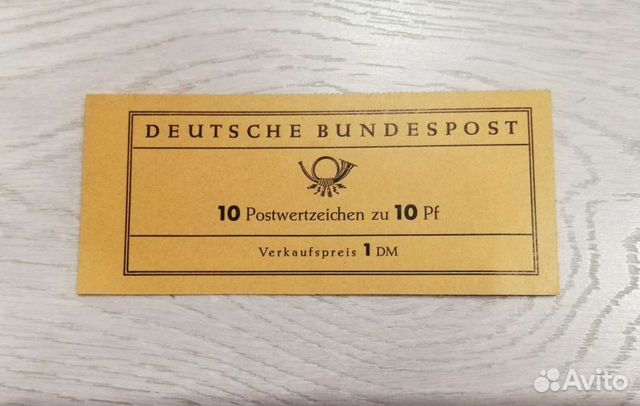 DEUTSCHE BUNDESPOST
10 Postwertzeichen zu 10 Pf
Verkaufspreis 1 DM
Avito